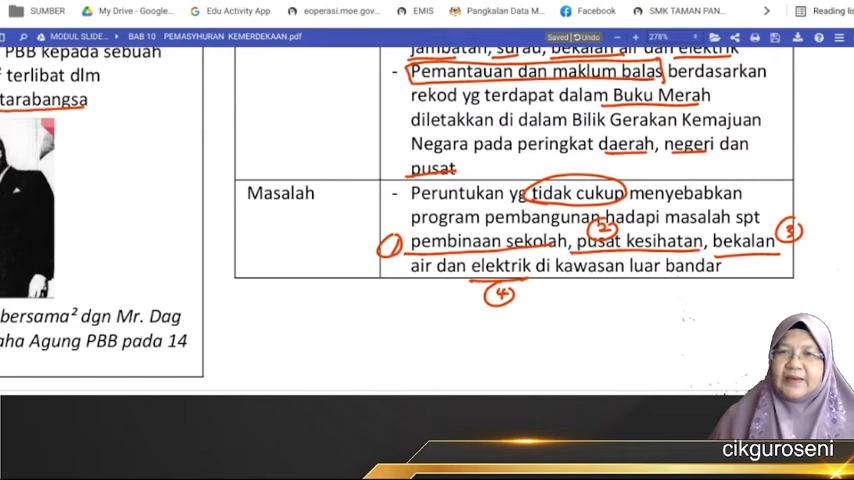 SUMBER
My Drive - Google...
Edu Activity App
eoperasi.moe.gov...
EMIS
Pangkalan Data M...
Facebook
SMK TAMAN PAN...
Reading list
MODUL SLIDE...
BAB 10 PEMASYHURAN KEMERDEKAAN.pdf
Saved
Undo
278%
PBB kepada sebuah
² terlibat dlm
tarabangsa
bersama² dgn Mr. Dag
aha Agung PBB pada 14
jambatan, surau, bekalan air dan elektrik
- Pemantauan dan maklum balas berdasarkan
rekod yg terdapat dalam Buku Merah
diletakkan di dalam Bilik Gerakan Kemajuan
Negara pada peringkat daerah, negeri dan
pusat
Masalah
- Peruntukan yg tidak cukup menyebabkan
program pembangunan hadapi masalah spt
1 2 3
pembinaan sekolah, pusat kesihatan, bekalan
air dan elektrik di kawasan luar bandar
4
cikguroseni